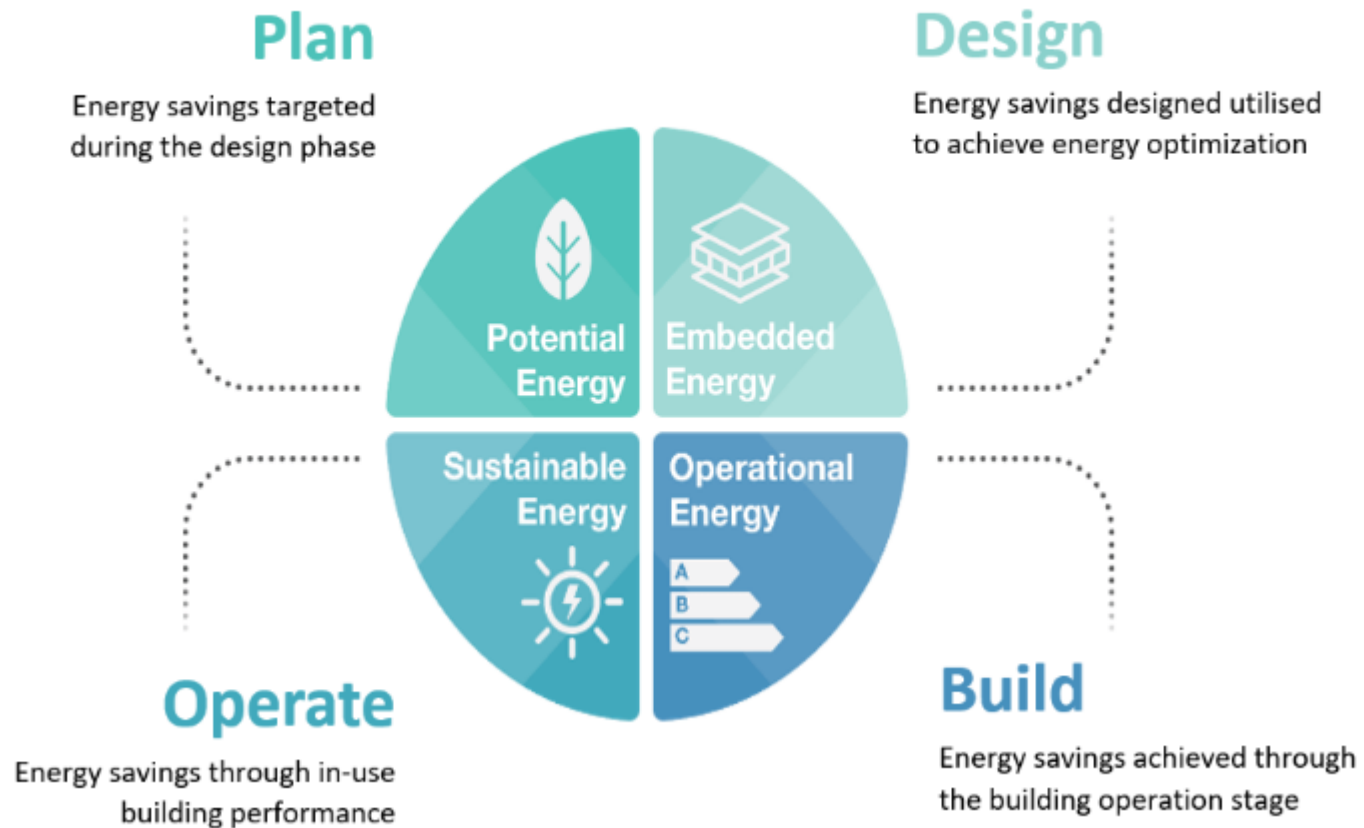 Plan
Energy savings targeted
during the design phase
Design
Energy savings designed utilised
to achieve energy optimization
Potential
Energy
Embedded
Energy
Sustainable
Energy
Operational
Energy
A
B
C
Operate
Energy savings through in-use
building performance
Build
Energy savings achieved through
the building operation stage